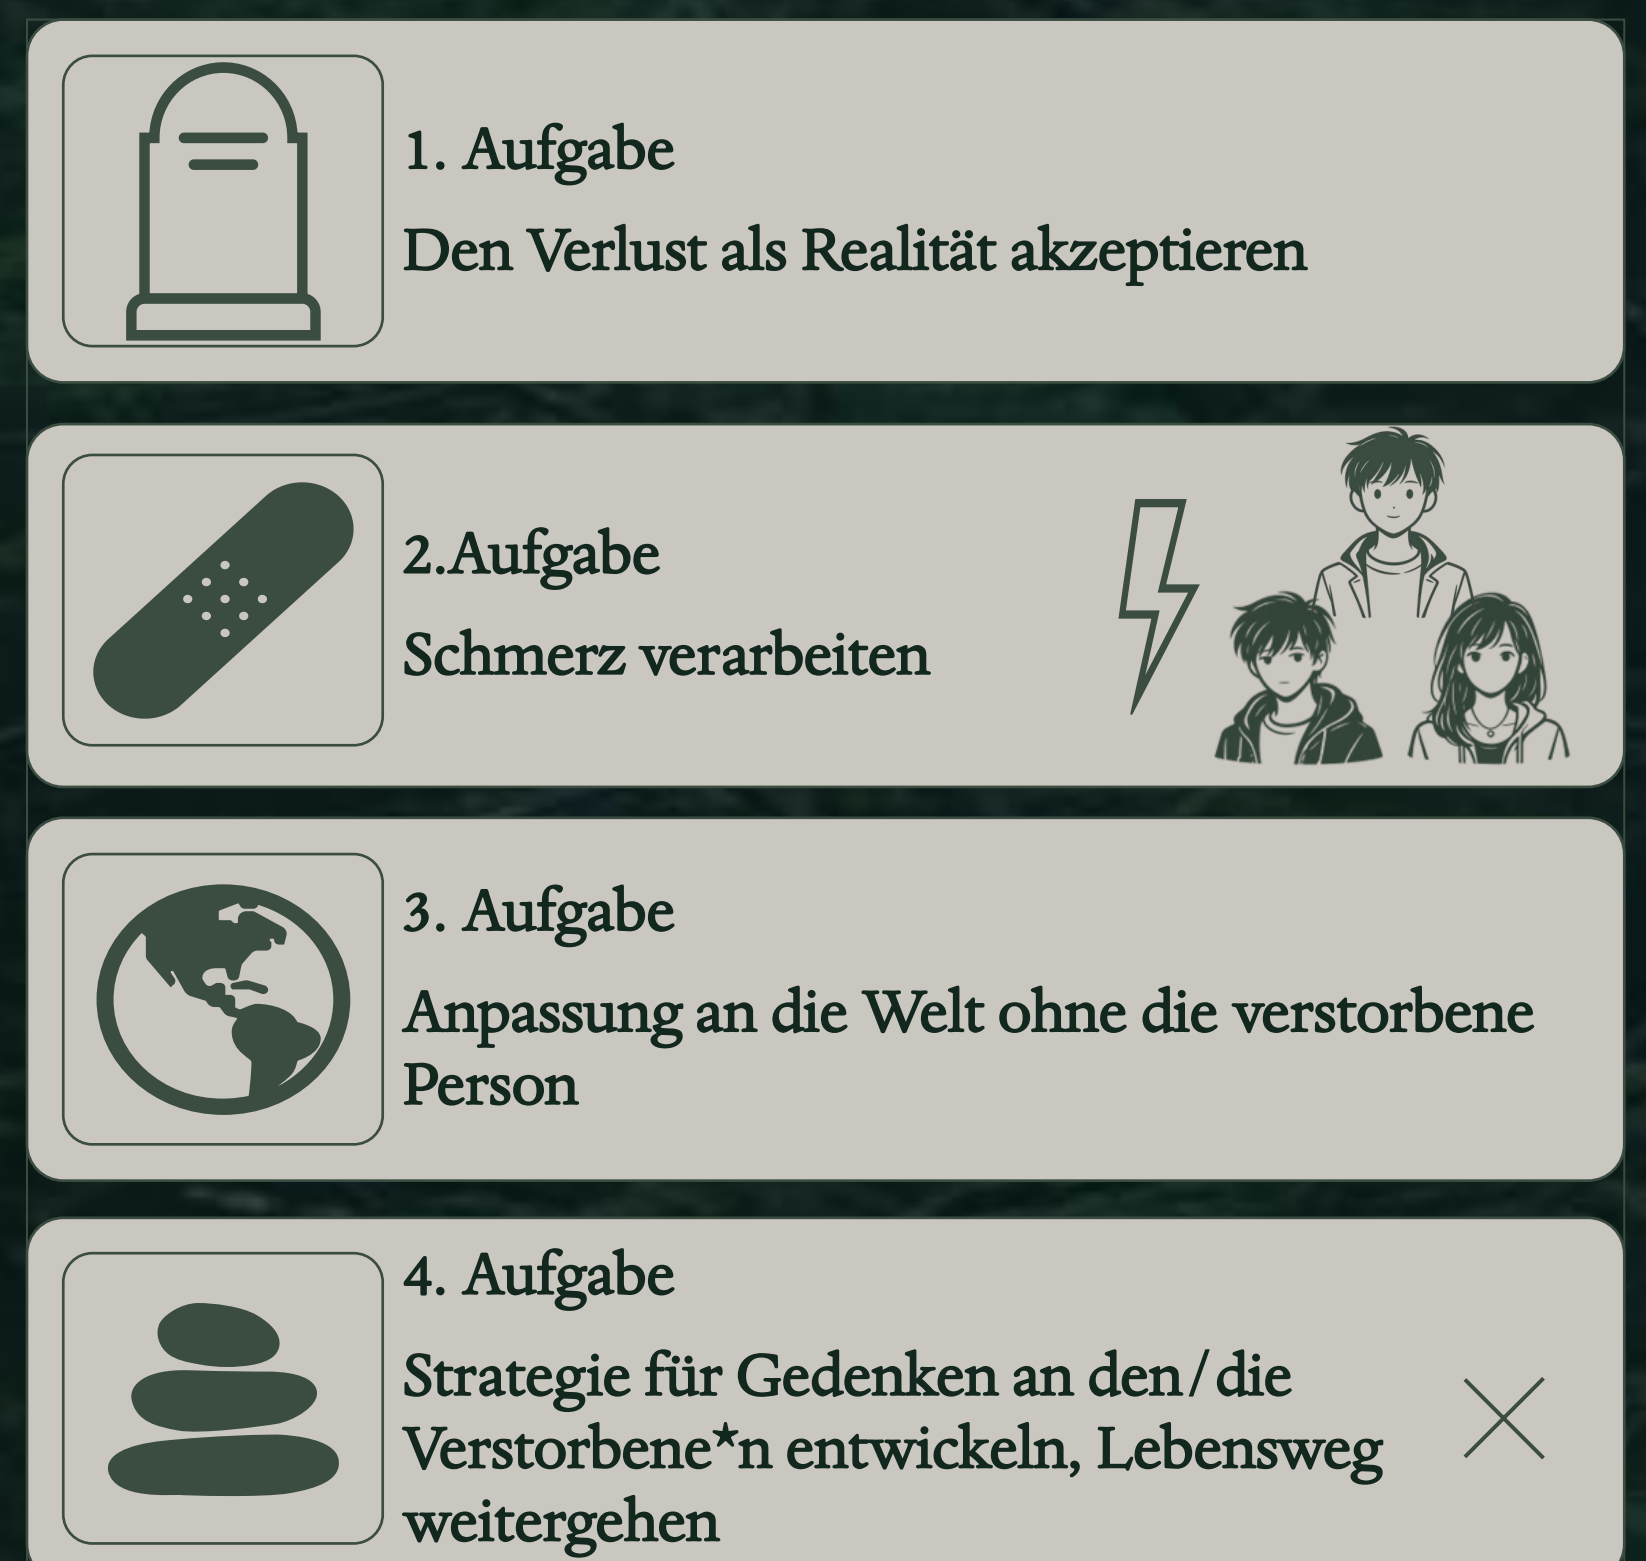 1. Aufgabe
Den Verlust als Realität akzeptieren
2.Aufgabe
Schmerz verarbeiten
3. Aufgabe
Anpassung an die Welt ohne die verstorbene
Person
4. Aufgabe
Strategie für Gedenken an den/die
Verstorbene*n entwickeln, Lebensweg
weitergehen